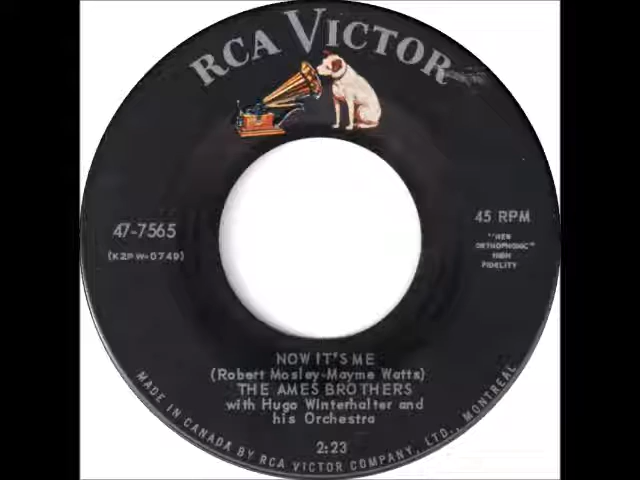 RCA VICTOR
47-7565
(K2PW-0749)
45 RPM
"NEW
ORTHOPHONIC"
HIGH
FIDELITY
NOW IT'S ME
(Robert Mosley-Mayme Watts)
THE AMES BROTHERS
with Hugo Winterhalter and
his Orchestra
2:23
MADE IN CANADA BY RCA VICTOR COMPANY, LTD., MONTREAL